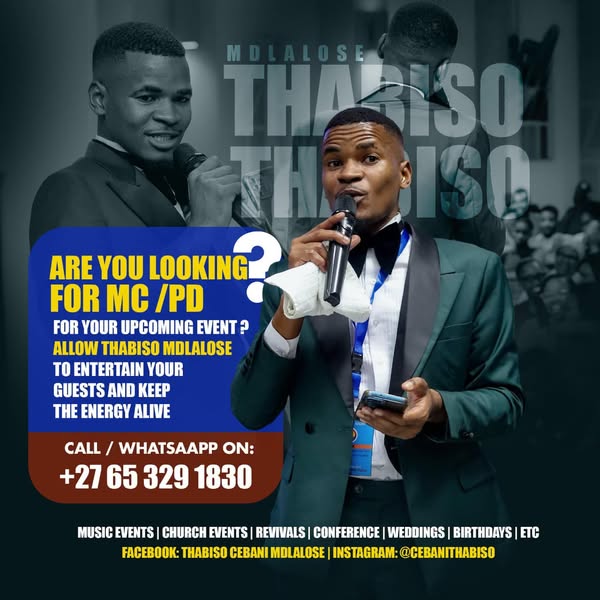 MDLALOSE
THABISO
THABISO
ARE YOU LOOKING?
FOR MC /PD
FOR YOUR UPCOMING EVENT ?
ALLOW THABISO MDLALOSE
TO ENTERTAIN YOUR
GUESTS AND KEEP
THE ENERGY ALIVE
CALL / WHATSAAPP ON:
+27 65 329 1830
MUSIC EVENTS | CHURCH EVENTS | REVIVALS | CONFERENCE | WEDDINGS | BIRTHDAYS | ETC
FACEBOOK: THABISO CEBANI MDLALOSE | INSTAGRAM: @CEBANITHABISO